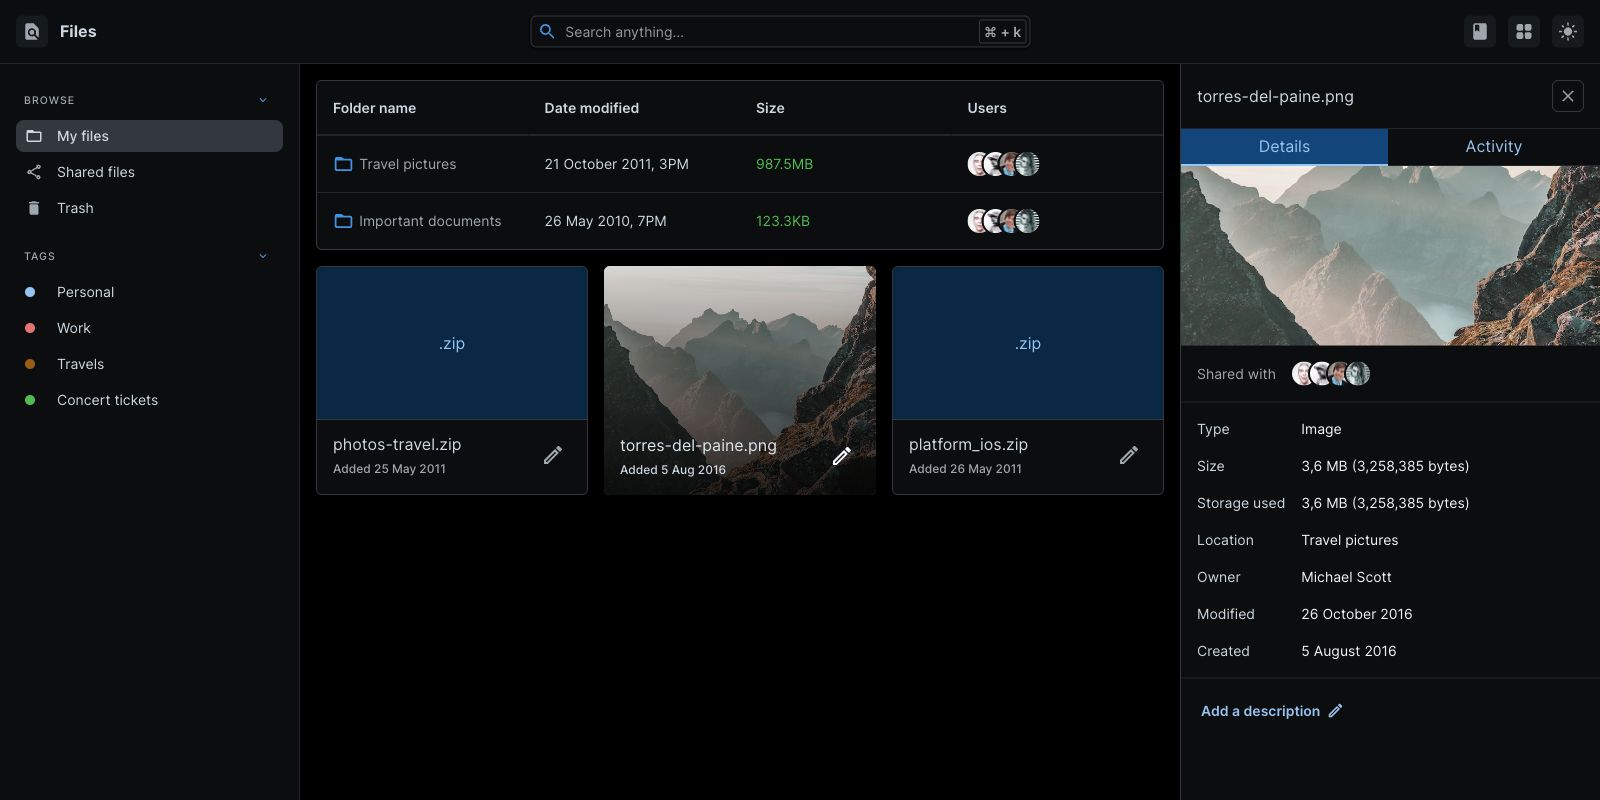 Files
Search anything...
⌘ + k
BROWSE
My files
Shared files
Trash
TAGS
Personal
Work
Travels
Concert tickets
Folder name Date modified Size Users
Travel pictures 21 October 2011, 3PM 987.5MB
Important documents 26 May 2010, 7PM 123.3KB
.zip
photos-travel.zip
Added 25 May 2011
torres-del-paine.png
Added 5 Aug 2016
.zip
platform_ios.zip
Added 26 May 2011
torres-del-paine.png
Details Activity
Shared with
Type Image
Size 3,6 MB (3,258,385 bytes)
Storage used 3,6 MB (3,258,385 bytes)
Location Travel pictures
Owner Michael Scott
Modified 26 October 2016
Created 5 August 2016
Add a description